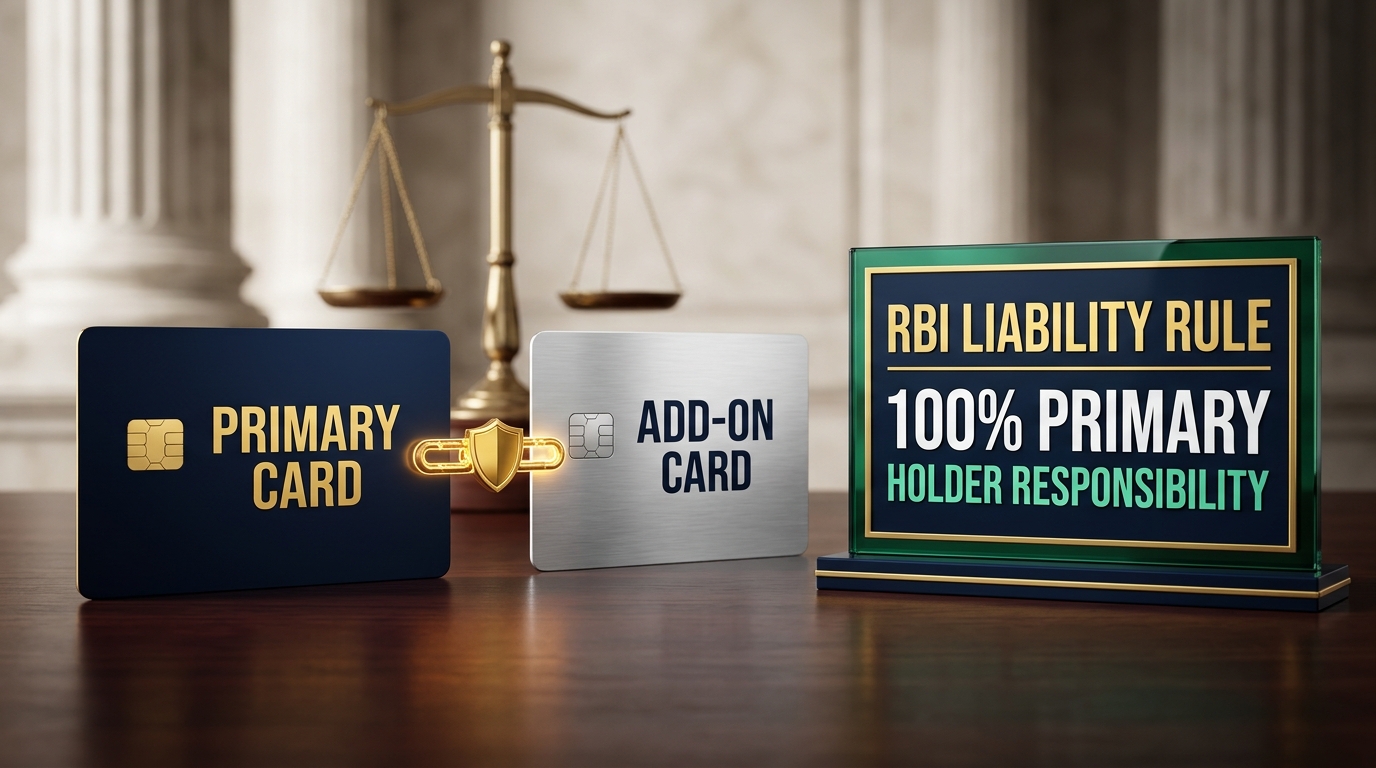 PRIMARY
CARD
ADD-ON
CARD
RBI LIABILITY RULE
100% PRIMARY
HOLDER RESPONSIBILITY